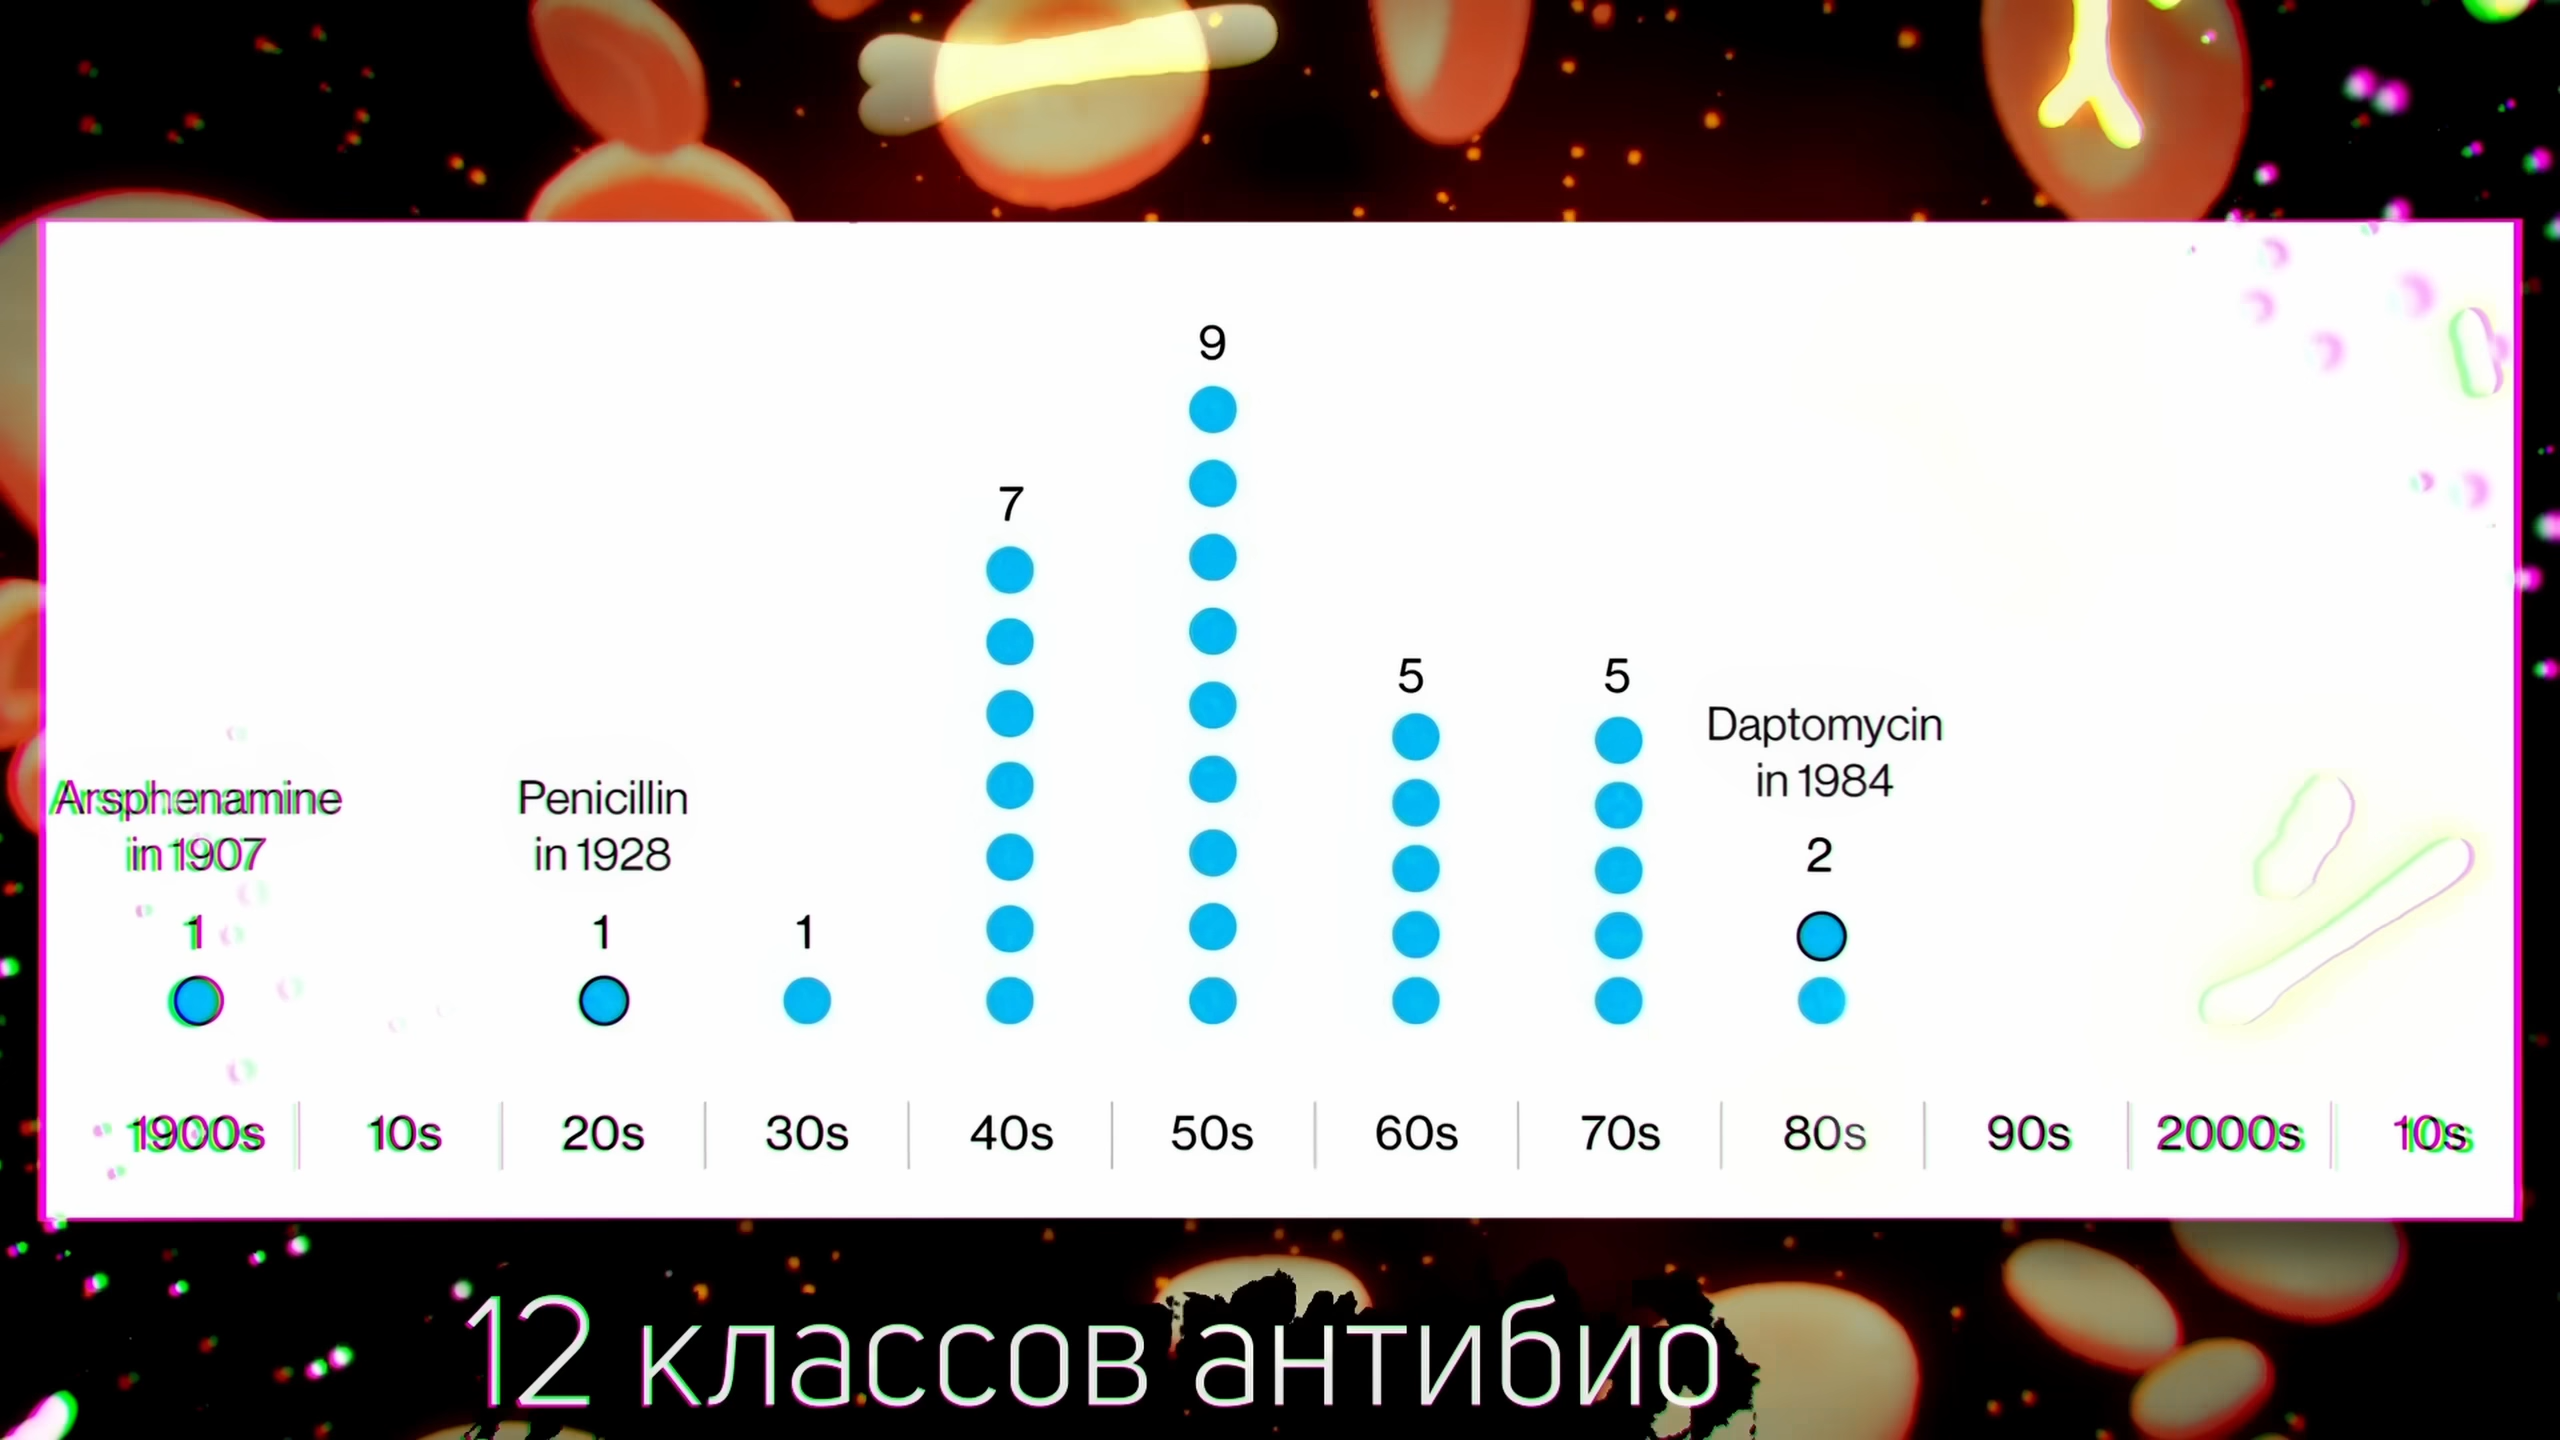 9
7
5
5
Daptomycin
in 1984
2
Arsphenamine
in 1907
1
Penicillin
in 1928
1
1
1900s 10s 20s 30s 40s 50s 60s 70s 80s 90s 2000s 10s
12 классов антибио